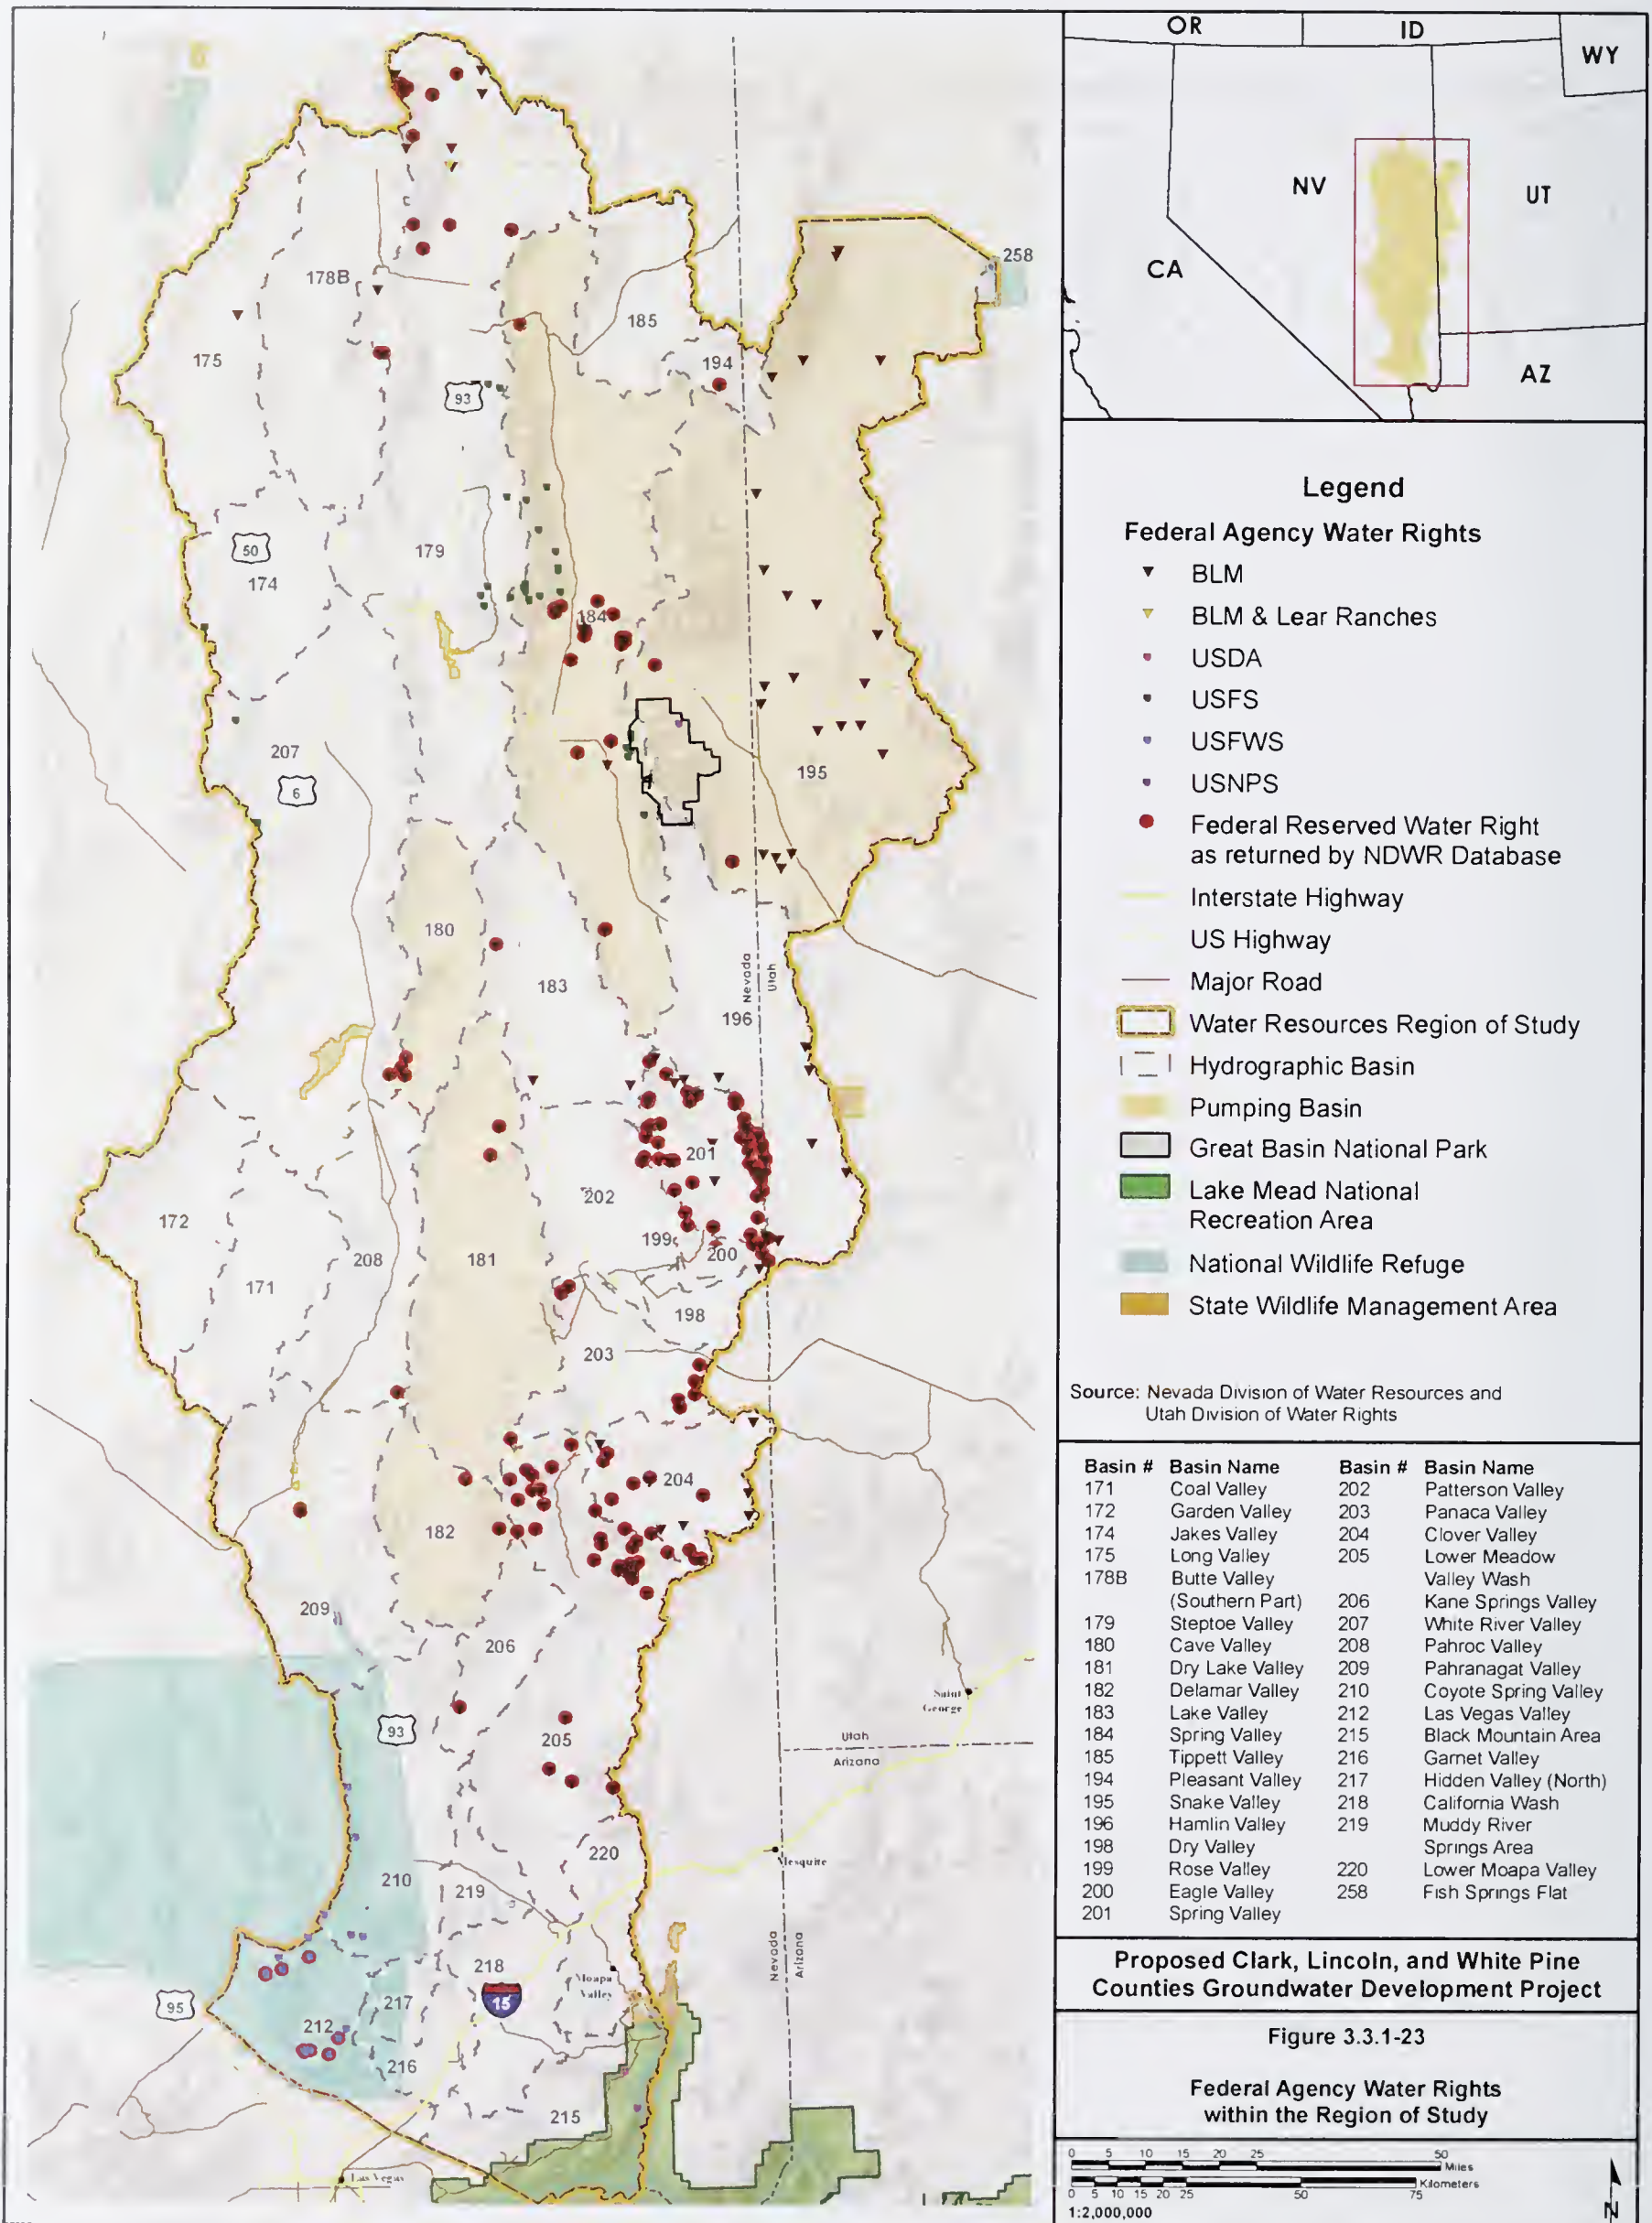 258
178B
185
175
194
93
50
179
174
184
207
6
195
180
183
Nevada
Utah
196
201
202
172
199
200
208
181
171
198
203
204
182
209
206
93
Saint
George
205
Utah
Arizona
220
Mesquite
210
219
Nevada
Arizona
218
Moapa
Valley
95
217
15
212
216
215
Las Vegas
OR
ID
WY
NV
UT
CA
AZ
Legend
Federal Agency Water Rights
BLM
BLM & Lear Ranches
USDA
USFS
USFWS
USNPS
Federal Reserved Water Right
as returned by NDWR Database
Interstate Highway
US Highway
Major Road
Water Resources Region of Study
Hydrographic Basin
Pumping Basin
Great Basin National Park
Lake Mead National
Recreation Area
National Wildlife Refuge
State Wildlife Management Area
Source: Nevada Division of Water Resources and
Utah Division of Water Rights
Basin # Basin Name Basin # Basin Name
171 Coal Valley 202 Patterson Valley
172 Garden Valley 203 Panaca Valley
174 Jakes Valley 204 Clover Valley
175 Long Valley 205 Lower Meadow
178B Butte Valley Valley Wash
(Southern Part) 206 Kane Springs Valley
179 Steptoe Valley 207 White River Valley
180 Cave Valley 208 Pahroc Valley
181 Dry Lake Valley 209 Pahranagat Valley
182 Delamar Valley 210 Coyote Spring Valley
183 Lake Valley 212 Las Vegas Valley
184 Spring Valley 215 Black Mountain Area
185 Tippett Valley 216 Garnet Valley
194 Pleasant Valley 217 Hidden Valley (North)
195 Snake Valley 218 California Wash
196 Hamlin Valley 219 Muddy River
198 Dry Valley Springs Area
199 Rose Valley 220 Lower Moapa Valley
200 Eagle Valley 258 Fish Springs Flat
201 Spring Valley
Proposed Clark, Lincoln, and White Pine
Counties Groundwater Development Project
Figure 3.3.1-23
Federal Agency Water Rights
within the Region of Study
0 5 10 15 20 25 50
Miles
Kilometers
0 5 10 15 20 25 50 75
1:2,000,000
N